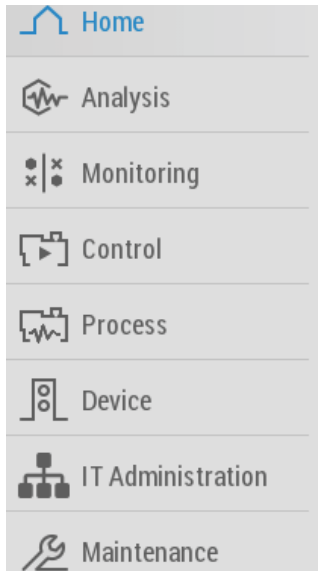 Home
Analysis
Monitoring
Control
Process
Device
IT Administration
Maintenance